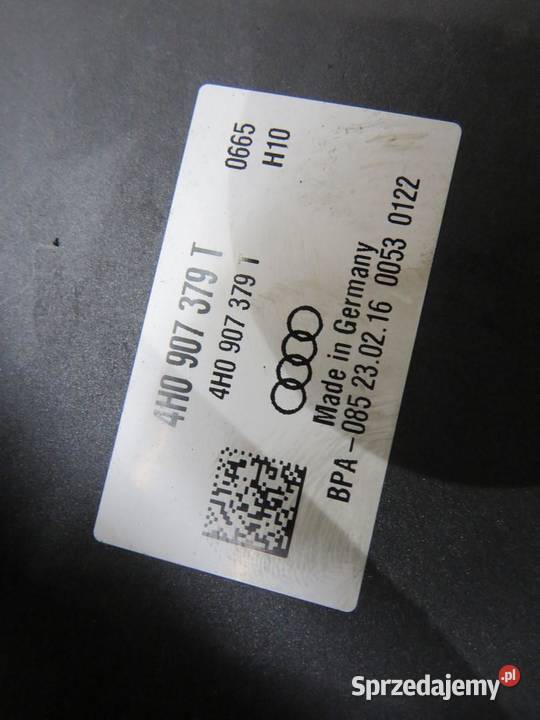 4H0 907 379 T
4H0 907 379 T
0665
H10
Made in Germany
BPA - 085 23.02.16 0053 0122
Sprzedajemy.pl